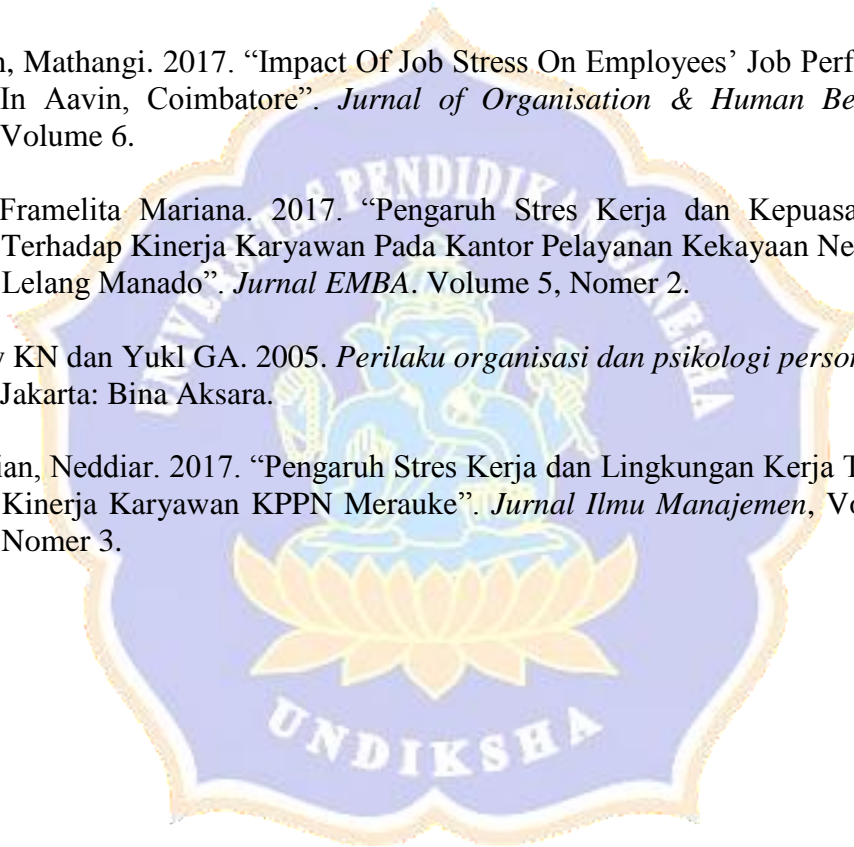 n, Mathangi. 2017. “Impact Of Job Stress On Employees’ Job Perf
In Aavin, Coimbatore”. Jurnal of Organisation & Human Be
Volume 6.
Framelita Mariana. 2017. “Pengaruh Stres Kerja dan Kepuasa
Terhadap Kinerja Karyawan Pada Kantor Pelayanan Kekayaan Ne
Lelang Manado”. Jurnal EMBA. Volume 5, Nomer 2.
y KN dan Yukl GA. 2005. Perilaku organisasi dan psikologi person
Jakarta: Bina Aksara.
ian, Neddiar. 2017. “Pengaruh Stres Kerja dan Lingkungan Kerja T
Kinerja Karyawan KPPN Merauke”. Jurnal Ilmu Manajemen, Vo
Nomer 3.
UNIVERSITAS PENDIDIKAN GANESHA
UNDIKSHA